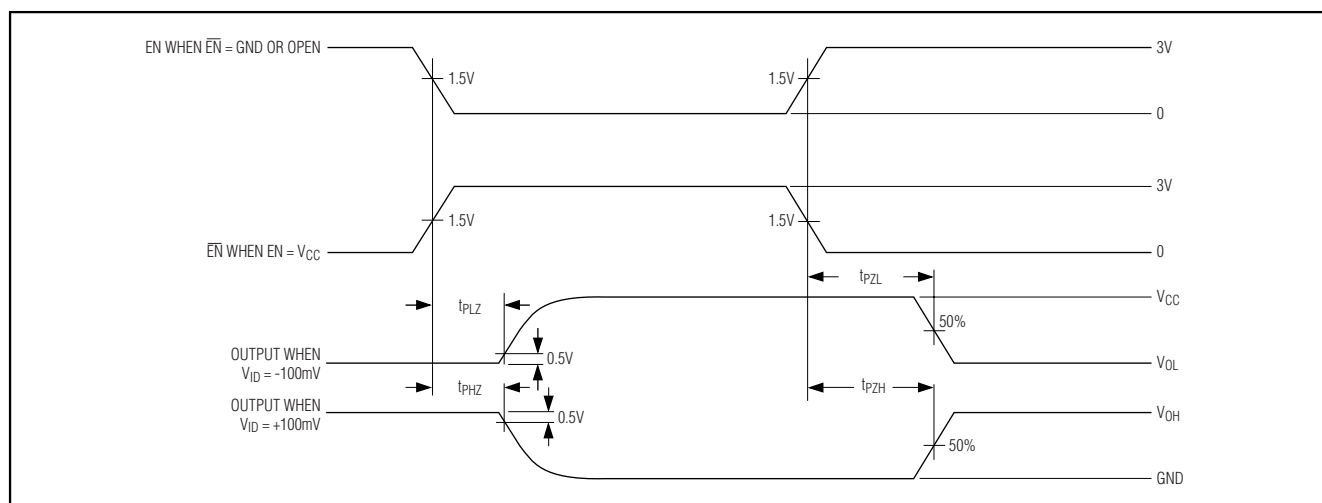 EN WHEN E̅N̅ = GND OR OPEN
1.5V
1.5V
3V
0
3V
1.5V
1.5V
E̅N̅ WHEN EN = VCC
0
tPZL
VCC
tPLZ
50%
OUTPUT WHEN
VID = -100mV
0.5V
VOL
tPHZ
tPZH
OUTPUT WHEN
VID = +100mV
0.5V
VOH
50%
GND